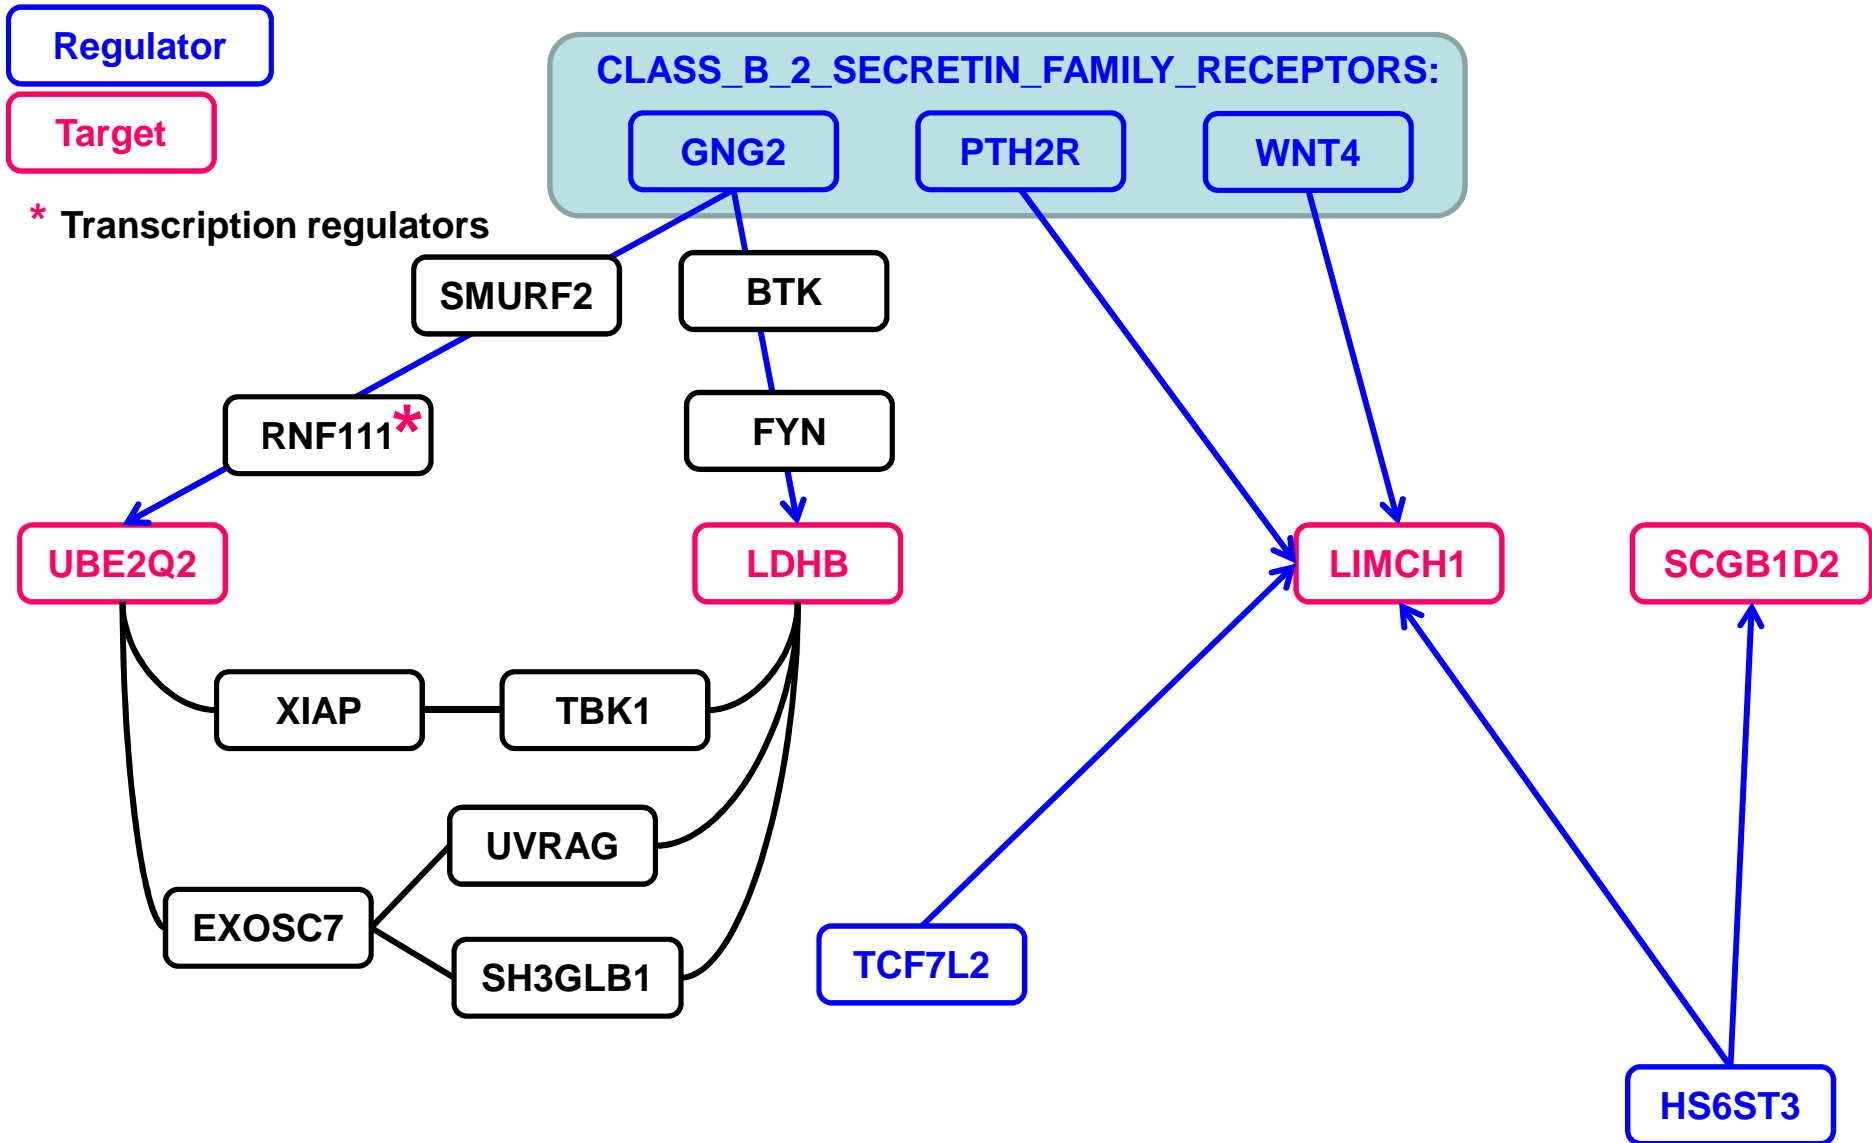 Regulator
Target
* Transcription regulators
CLASS_B_2_SECRETIN_FAMILY_RECEPTORS:
GNG2
PTH2R
WNT4
SMURF2
BTK
RNF111*
FYN
UBE2Q2
LDHB
LIMCH1
SCGB1D2
XIAP
TBK1
UVRAG
EXOSC7
SH3GLB1
TCF7L2
HS6ST3